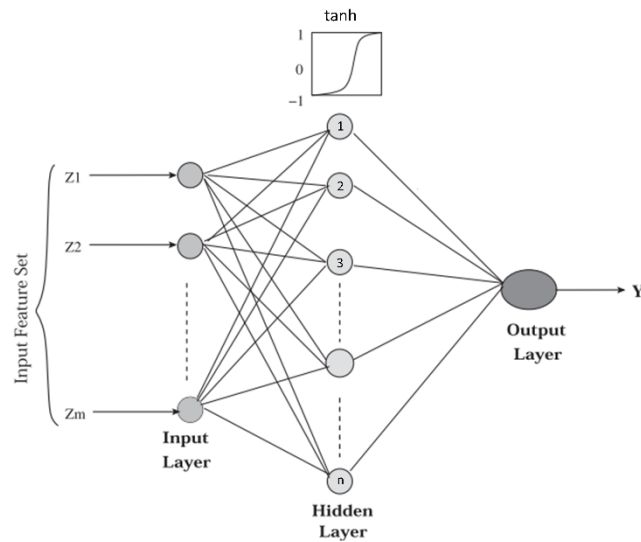 tanh
1
0
−1
1
Z1
2
Z2
3
Input Feature Set
Y
Output
Layer
Zm
Input
Layer
n
Hidden
Layer